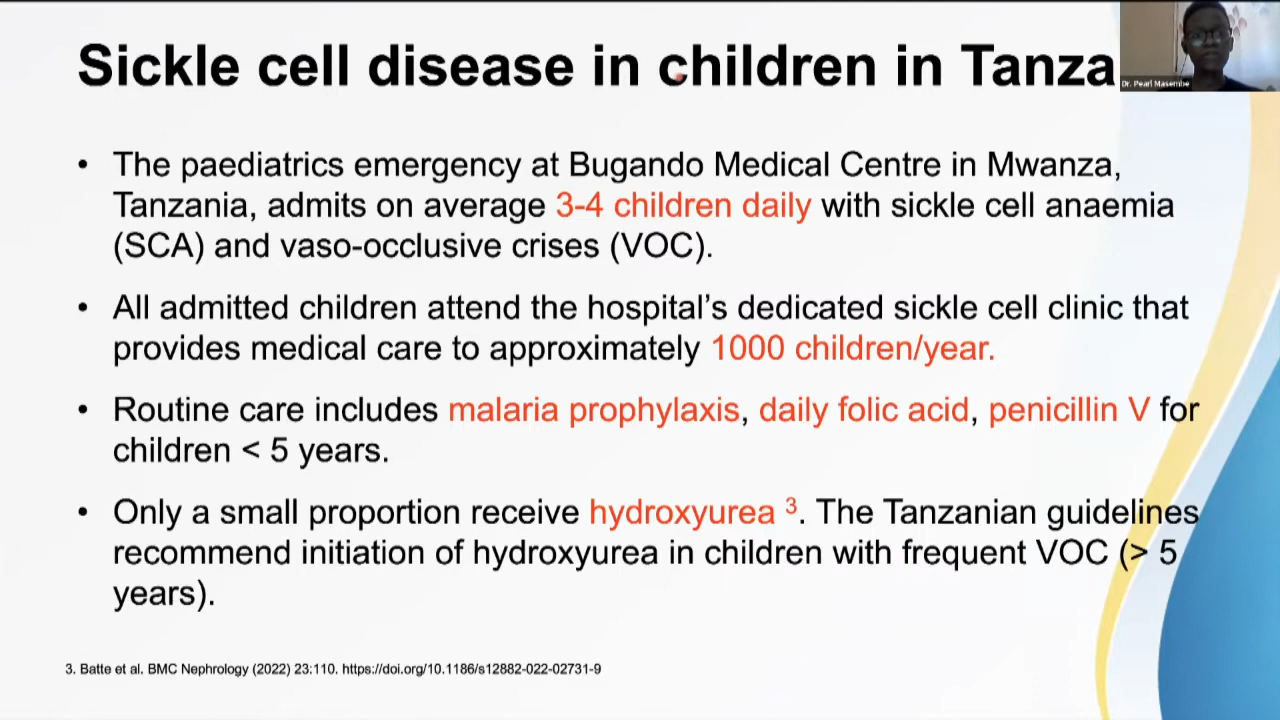 Sickle cell disease in children in Tanza
Dr. Pearl Masembe
• The paediatrics emergency at Bugando Medical Centre in Mwanza,
Tanzania, admits on average 3-4 children daily with sickle cell anaemia
(SCA) and vaso-occlusive crises (VOC).
• All admitted children attend the hospital’s dedicated sickle cell clinic that
provides medical care to approximately 1000 children/year.
• Routine care includes malaria prophylaxis, daily folic acid, penicillin V for
children < 5 years.
• Only a small proportion receive hydroxyurea ³. The Tanzanian guidelines
recommend initiation of hydroxyurea in children with frequent VOC (> 5
years).
3. Batte et al. BMC Nephrology (2022) 23:110. https://doi.org/10.1186/s12882-022-02731-9